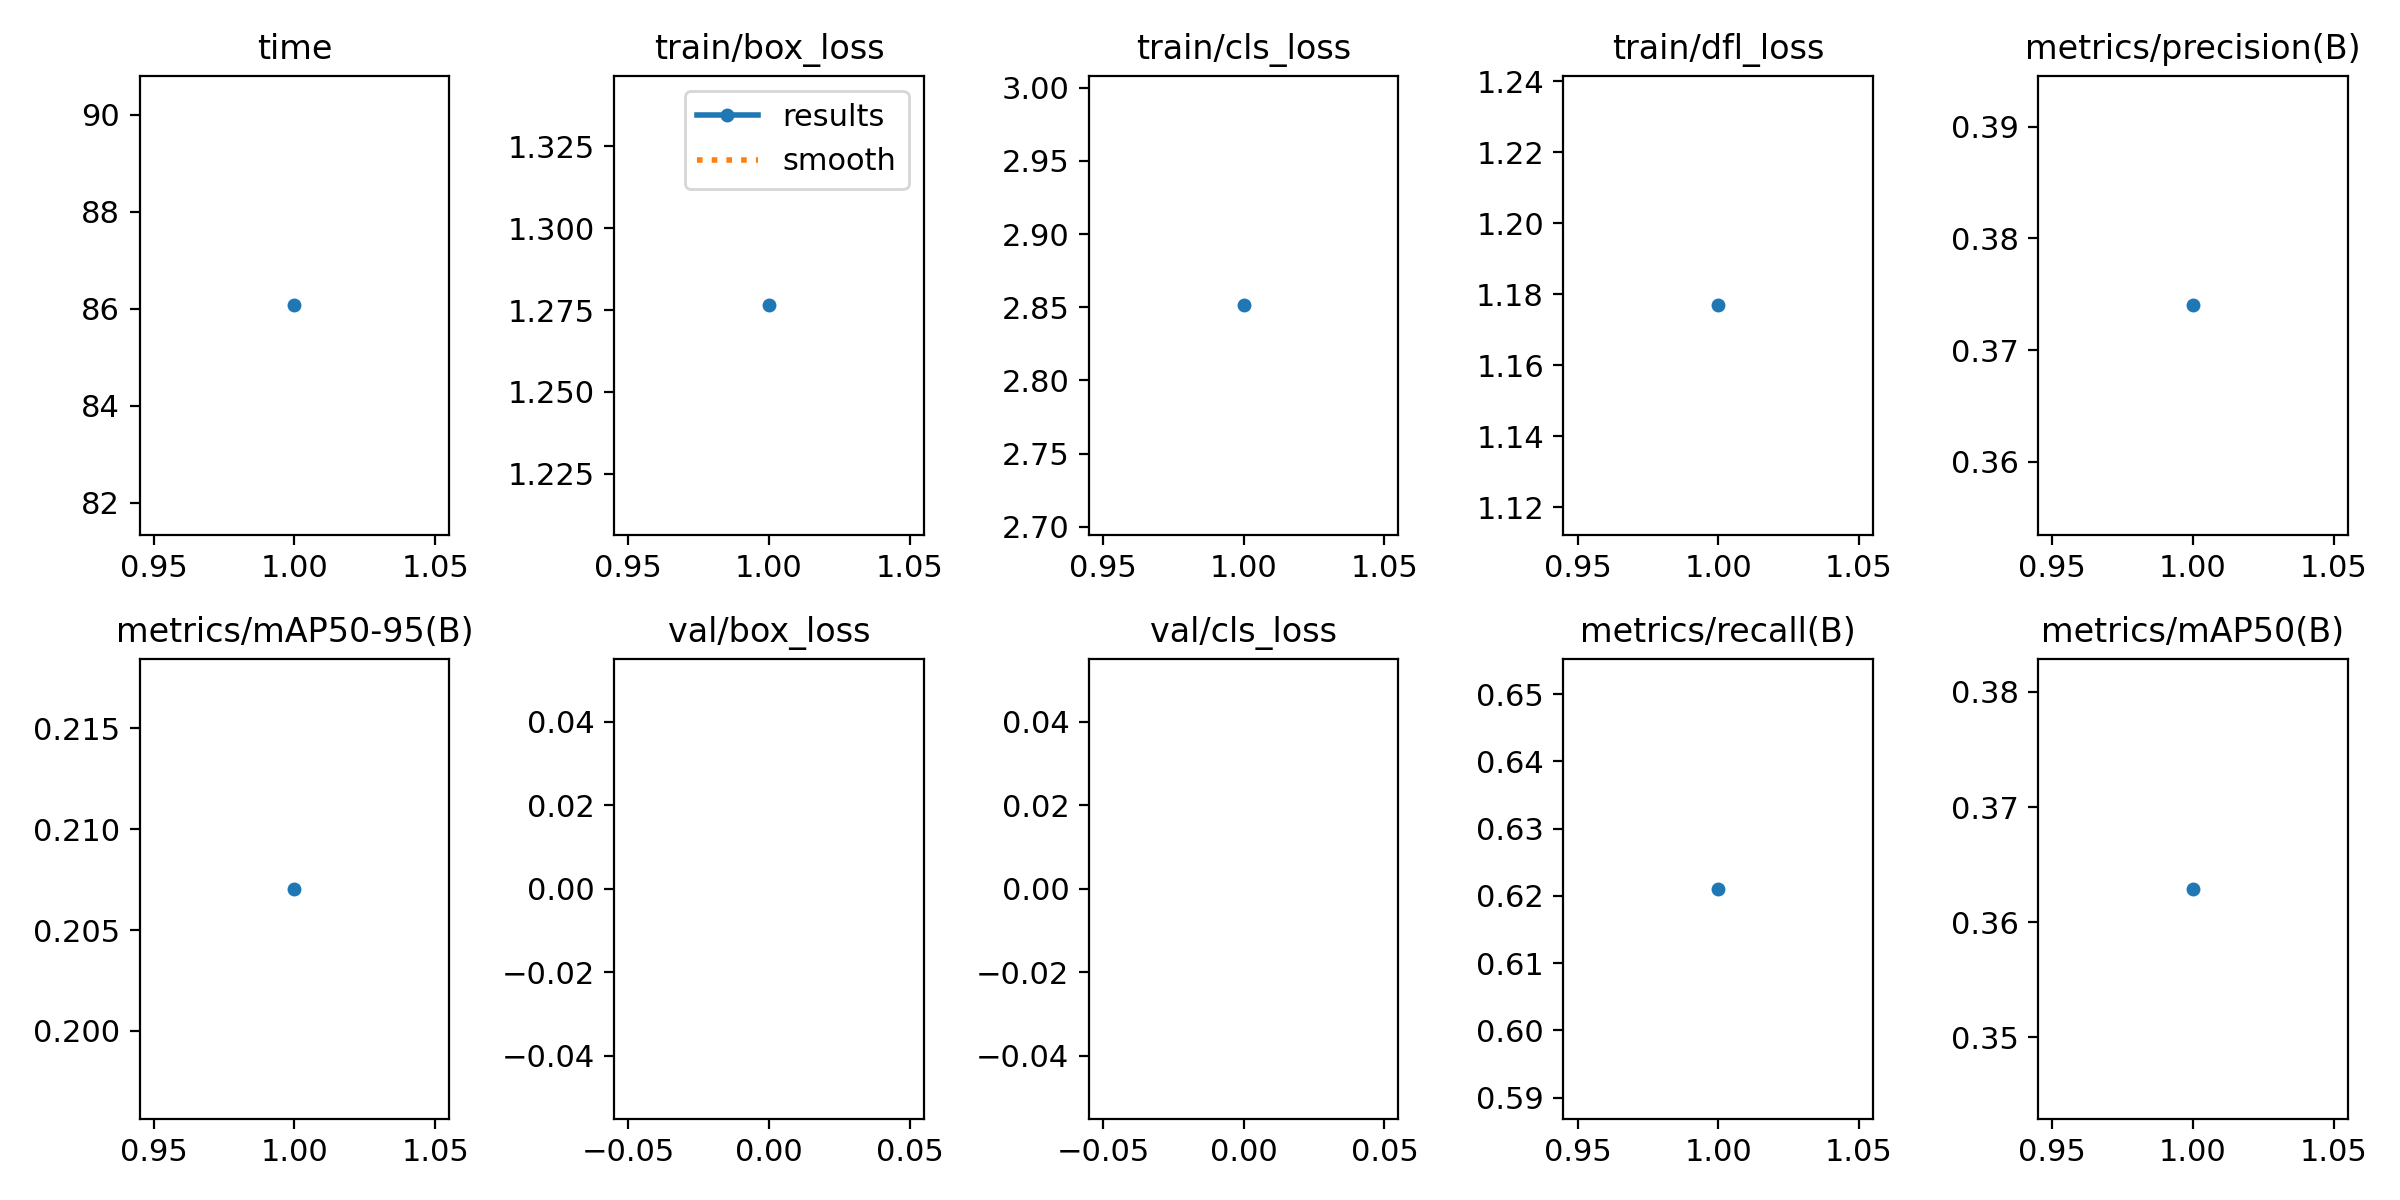 time
90
88
86
84
82
0.95 1.00 1.05
train/box_loss
results
smooth
1.325
1.300
1.275
1.250
1.225
0.95 1.00 1.05
train/cls_loss
3.00
2.95
2.90
2.85
2.80
2.75
2.70
0.95 1.00 1.05
train/dfl_loss
1.24
1.22
1.20
1.18
1.16
1.14
1.12
0.95 1.00 1.05
metrics/precision(B)
0.39
0.38
0.37
0.36
0.95 1.00 1.05
metrics/mAP50-95(B)
0.215
0.210
0.205
0.200
0.95 1.00 1.05
val/box_loss
0.04
0.02
0.00
−0.02
−0.04
−0.05 0.00 0.05
val/cls_loss
0.04
0.02
0.00
−0.02
−0.04
−0.05 0.00 0.05
metrics/recall(B)
0.65
0.64
0.63
0.62
0.61
0.60
0.59
0.95 1.00 1.05
metrics/mAP50(B)
0.38
0.37
0.36
0.35
0.95 1.00 1.05